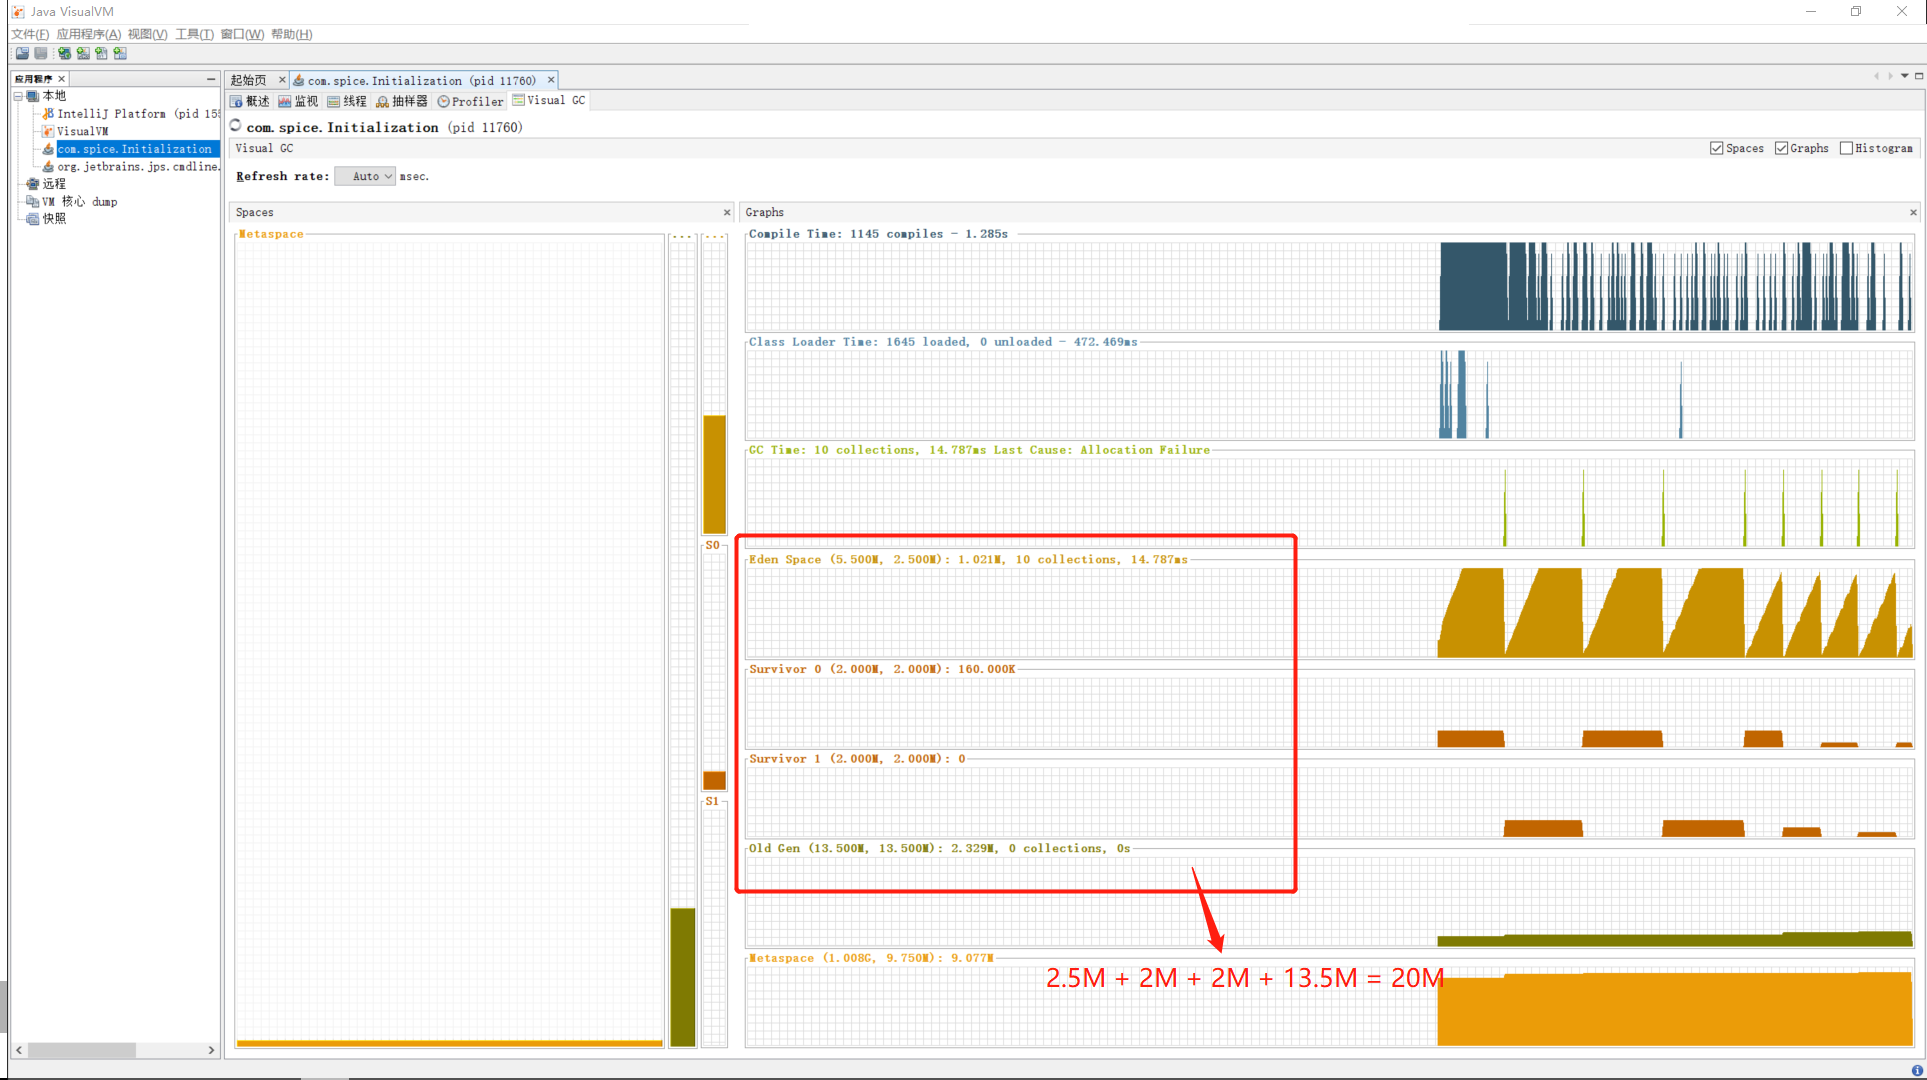 Java VisualVM
文件(F) 应用程序(A) 视图(V) 工具(T) 窗口(W) 帮助(H)
应用程序
本地
IntelliJ Platform (pid 155
VisualVM
com.spice.Initialization
org.jetbrains.jps.cmdline.
远程
VM 核心 dump
快照
起始页
com.spice.Initialization (pid 11760)
概述 监视 线程 抽样器 Profiler Visual GC
com.spice.Initialization (pid 11760)
Visual GC
Spaces Graphs Histogram
Refresh rate: Auto msec.
Spaces
Metaspace
...
...
S0
S1
Graphs
Compile Time: 1145 compiles - 1.285s
Class Loader Time: 1645 loaded, 0 unloaded - 472.469ms
GC Time: 10 collections, 14.787ms Last Cause: Allocation Failure
Eden Space (5.500M, 2.500M): 1.021M, 10 collections, 14.787ms
Survivor 0 (2.000M, 2.000M): 160.000K
Survivor 1 (2.000M, 2.000M): 0
Old Gen (13.500M, 13.500M): 2.329M, 0 collections, 0s
Metaspace (1.008G, 9.750M): 9.077M
2.5M + 2M + 2M + 13.5M = 20M